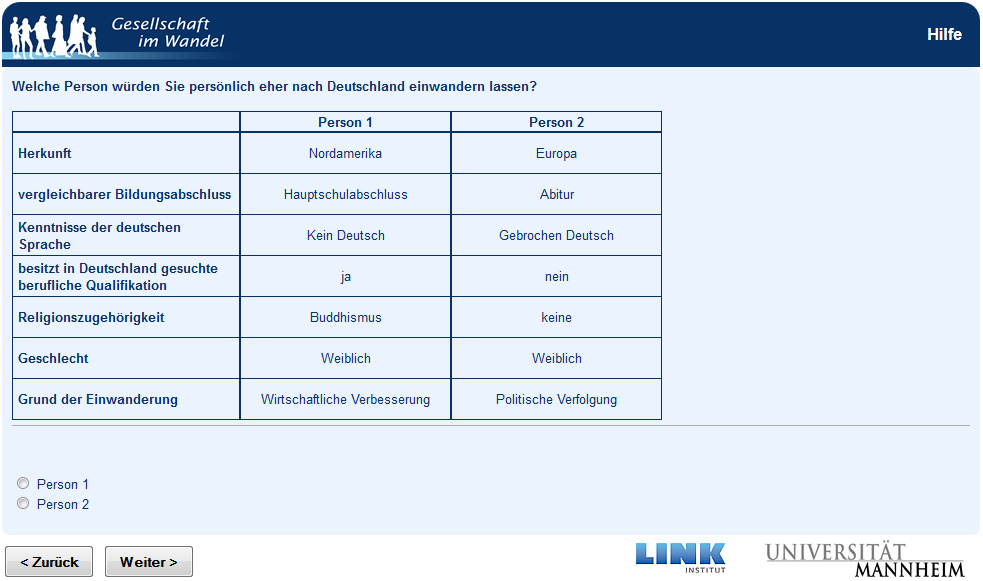 Gesellschaft
im Wandel
Hilfe
Welche Person würden Sie persönlich eher nach Deutschland einwandern lassen?
Person 1 Person 2
Herkunft Nordamerika Europa
vergleichbarer Bildungsabschluss Hauptschulabschluss Abitur
Kenntnisse der deutschen
Sprache Kein Deutsch Gebrochen Deutsch
besitzt in Deutschland gesuchte
berufliche Qualifikation ja nein
Religionszugehörigkeit Buddhismus keine
Geschlecht Weiblich Weiblich
Grund der Einwanderung Wirtschaftliche Verbesserung Politische Verfolgung
Person 1
Person 2
< Zurück Weiter >
LINK
INSTITUT
UNIVERSITÄT
MANNHEIM